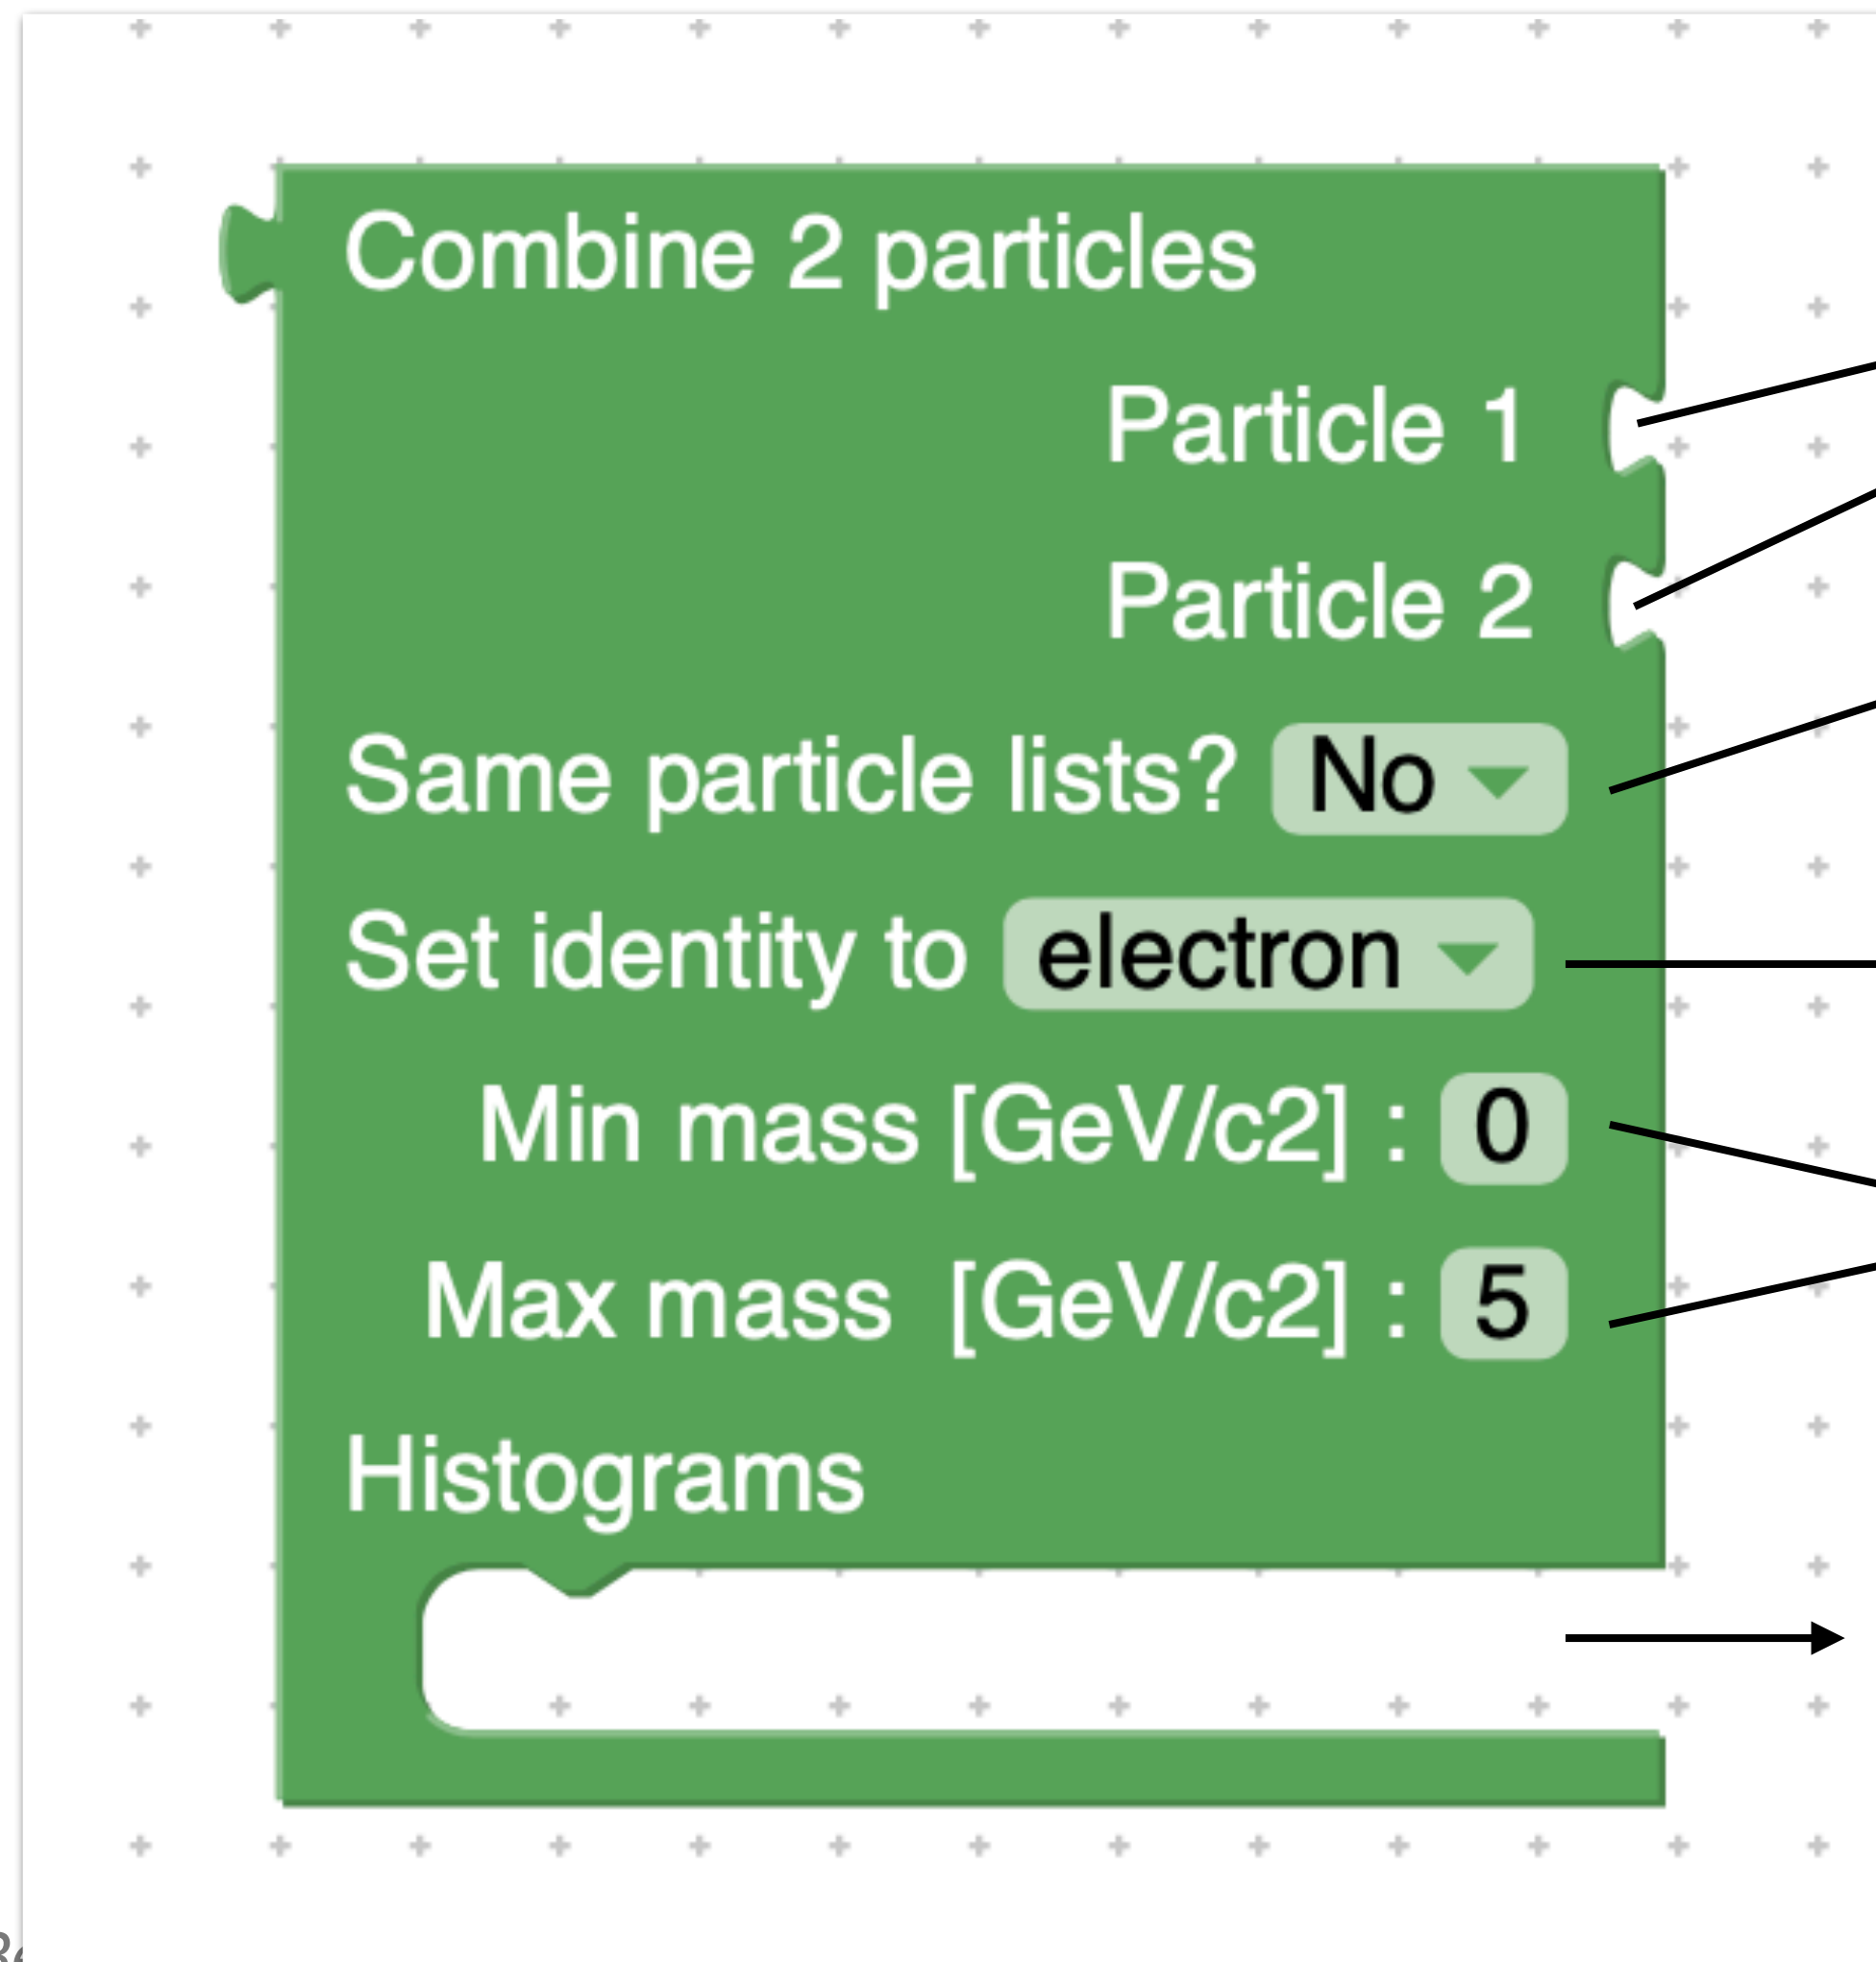 Combine 2 particles
Particle 1
Particle 2
Same particle lists? No
Set identity to electron
Min mass [GeV/c2] : 0
Max mass [GeV/c2] : 5
Histograms